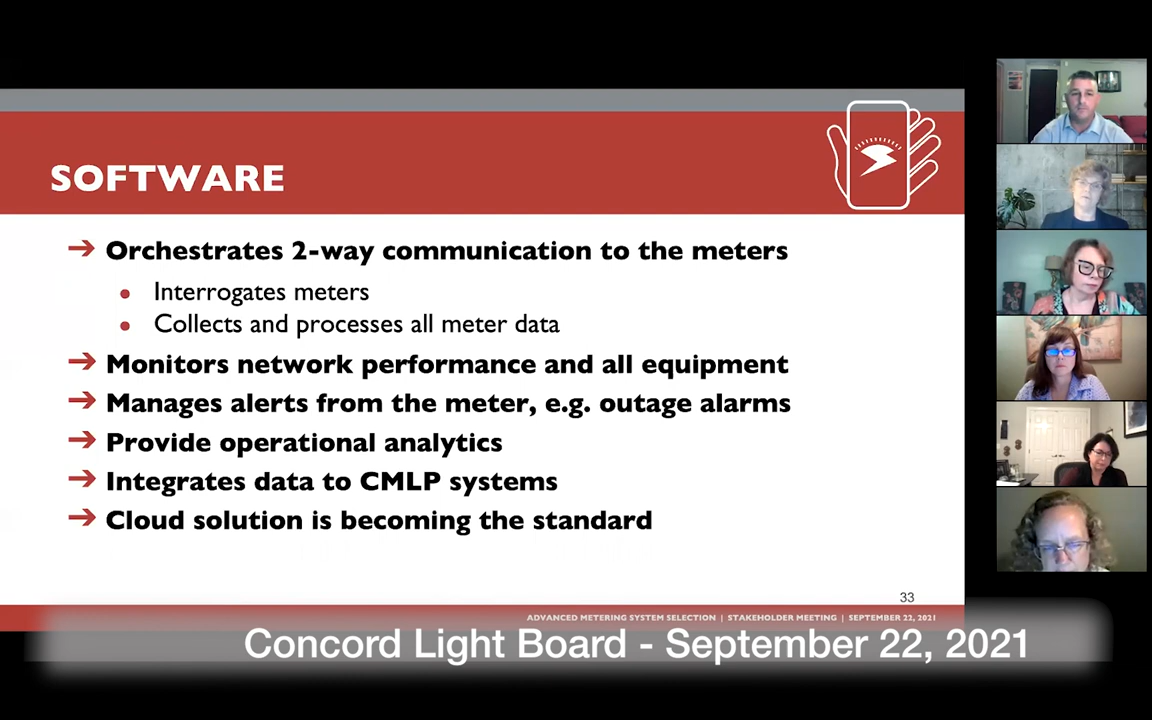 SOFTWARE
→ Orchestrates 2-way communication to the meters
• Interrogates meters
• Collects and processes all meter data
→ Monitors network performance and all equipment
→ Manages alerts from the meter, e.g. outage alarms
→ Provide operational analytics
→ Integrates data to CMLP systems
→ Cloud solution is becoming the standard
33
ADVANCED METERING SYSTEM SELECTION | STAKEHOLDER MEETING | SEPTEMBER 22, 2021
Concord Light Board - September 22, 2021